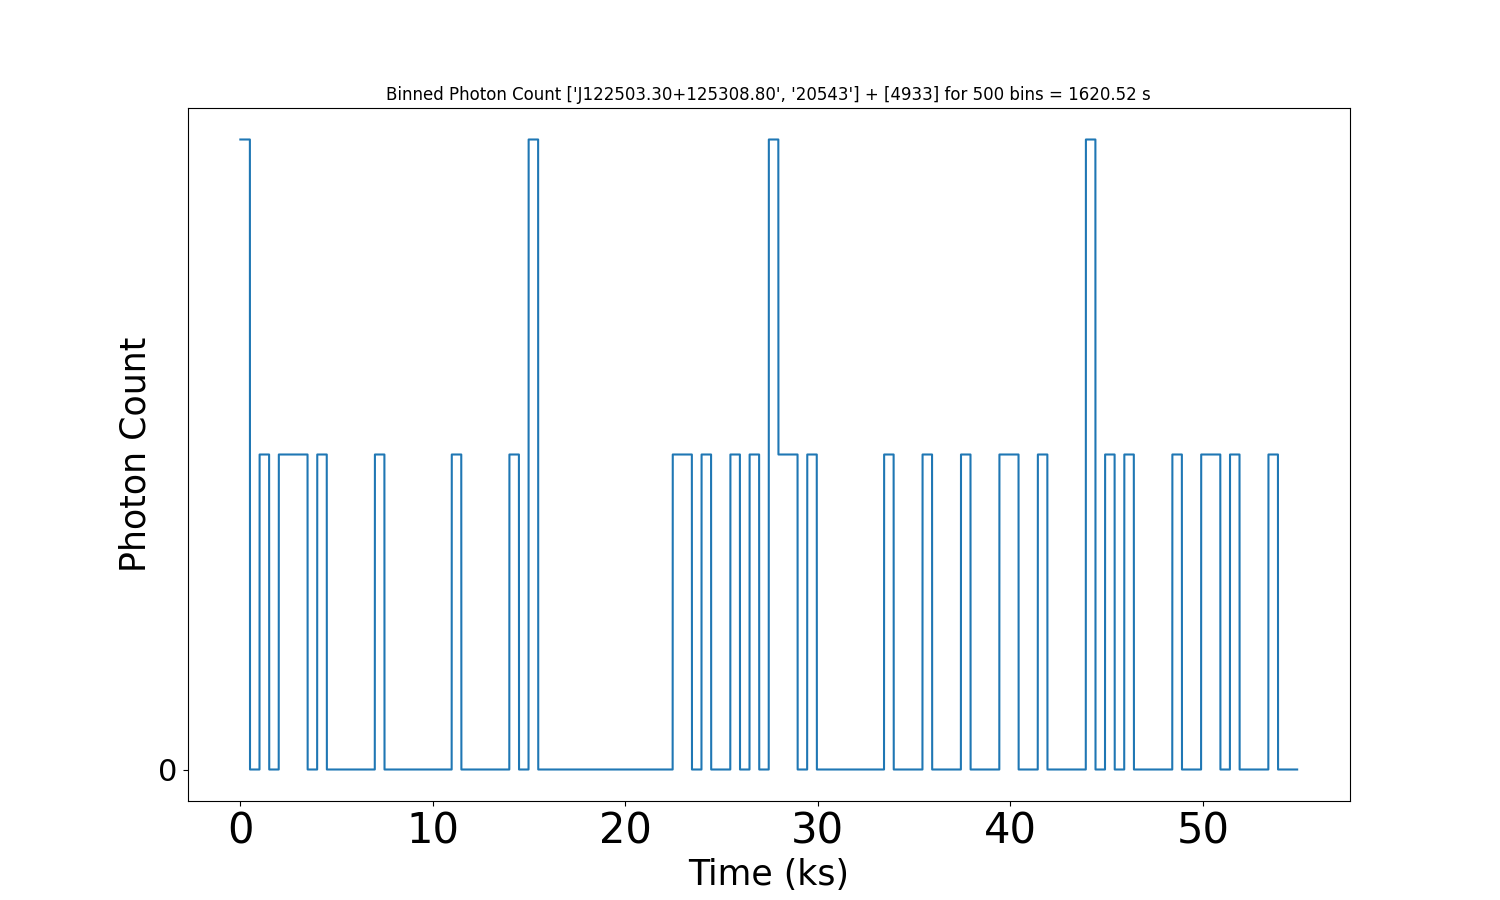 Binned Photon Count ['J122503.30+125308.80', '20543'] + [4933] for 500 bins = 1620.52 s
Photon Count
0
0 10 20 30 40 50
Time (ks)